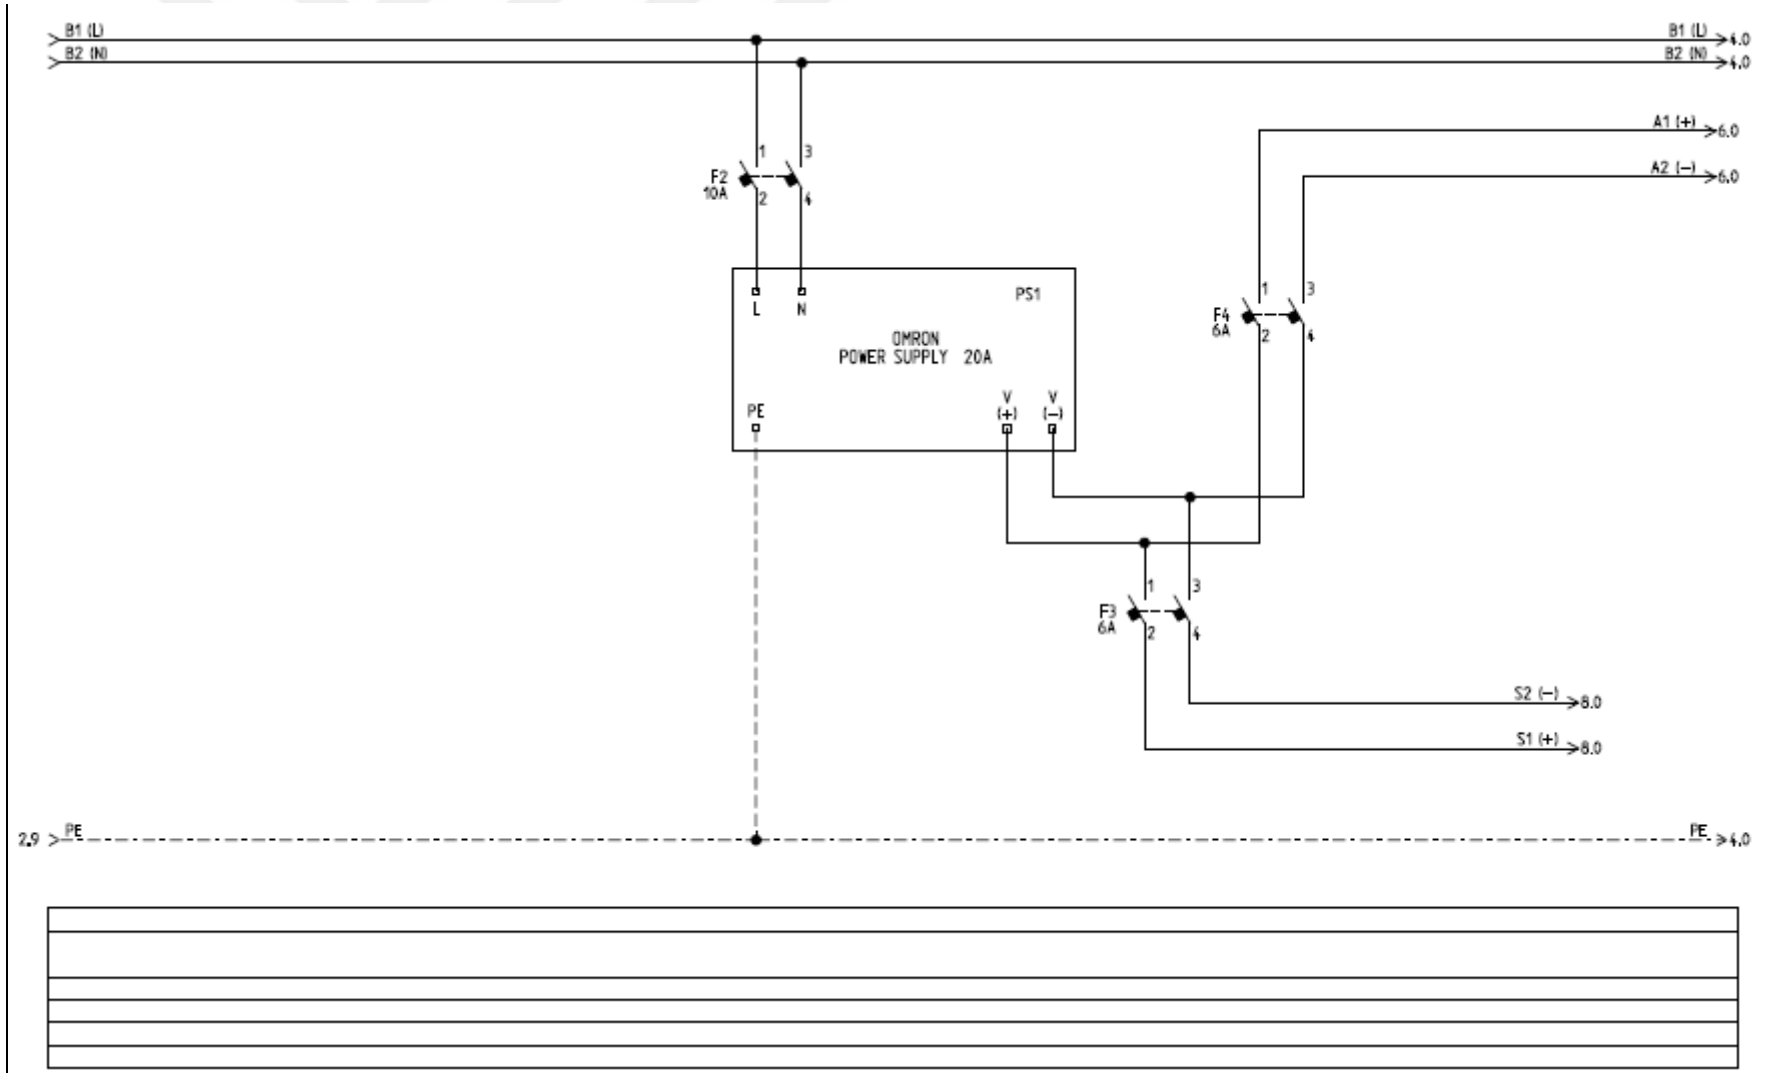 B1 (L)
B1 (L)
4.0
B2 (N)
B2 (N)
4.0
A1 (+)
6.0
1
3
A2 (-)
6.0
F2
10A
2
4
PS1
L
N
1
3
F4
6A
2
4
OMRON
POWER SUPPLY 20A
V
(+)
V
(-)
PE
1
3
F3
6A
2
4
S2 (-)
8.0
S1 (+)
8.0
2.9
PE
PE
4.0